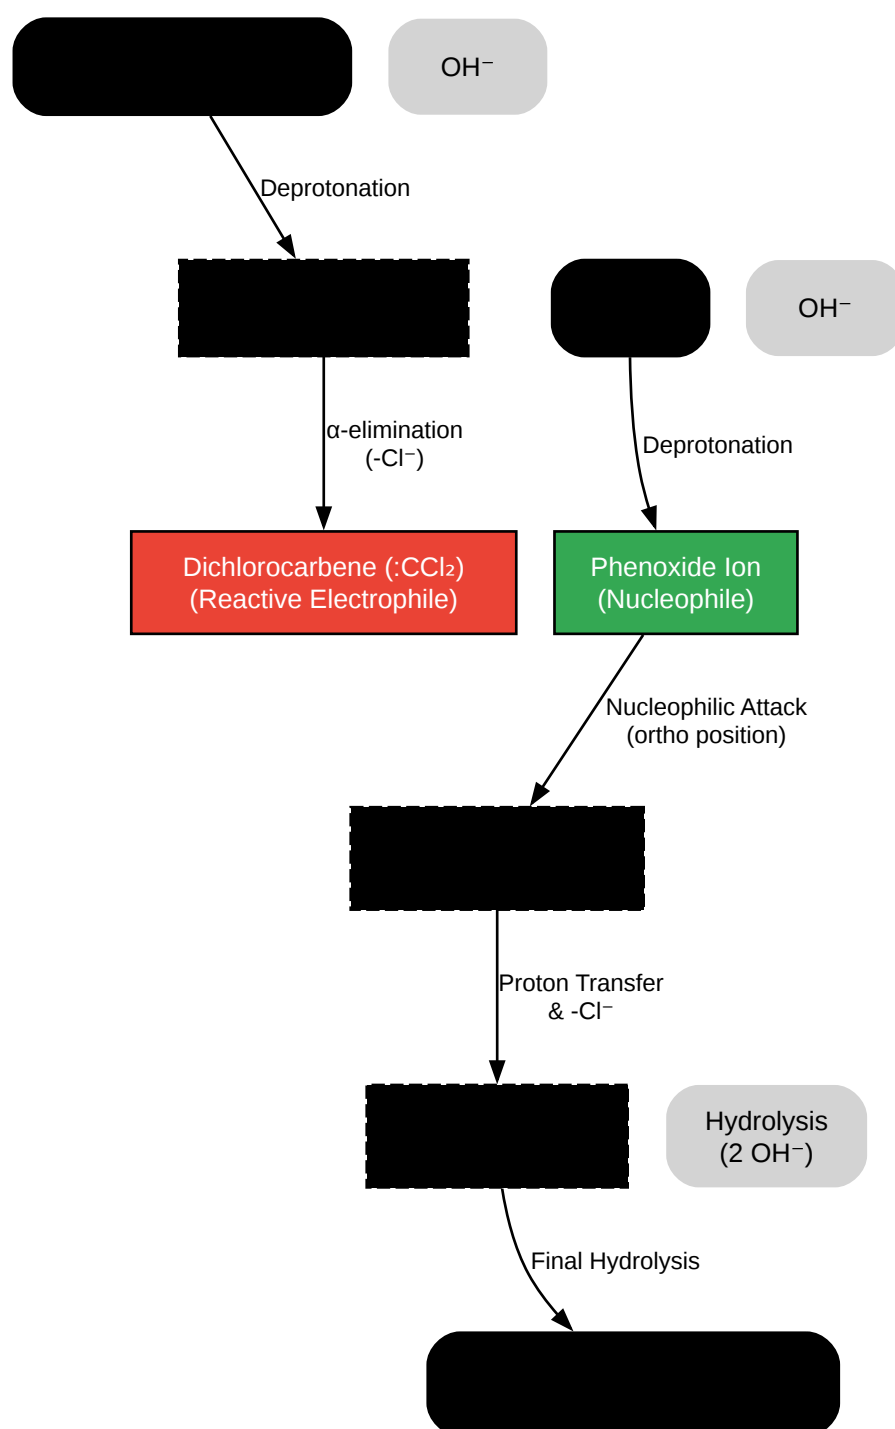 OH⁻
Deprotonation
OH⁻
α-elimination
(-Cl⁻)
Deprotonation
Dichlorocarbene (:CCl₂)
(Reactive Electrophile)
Phenoxide Ion
(Nucleophile)
Nucleophilic Attack
(ortho position)
Proton Transfer
& -Cl⁻
Hydrolysis
(2 OH⁻)
Final Hydrolysis